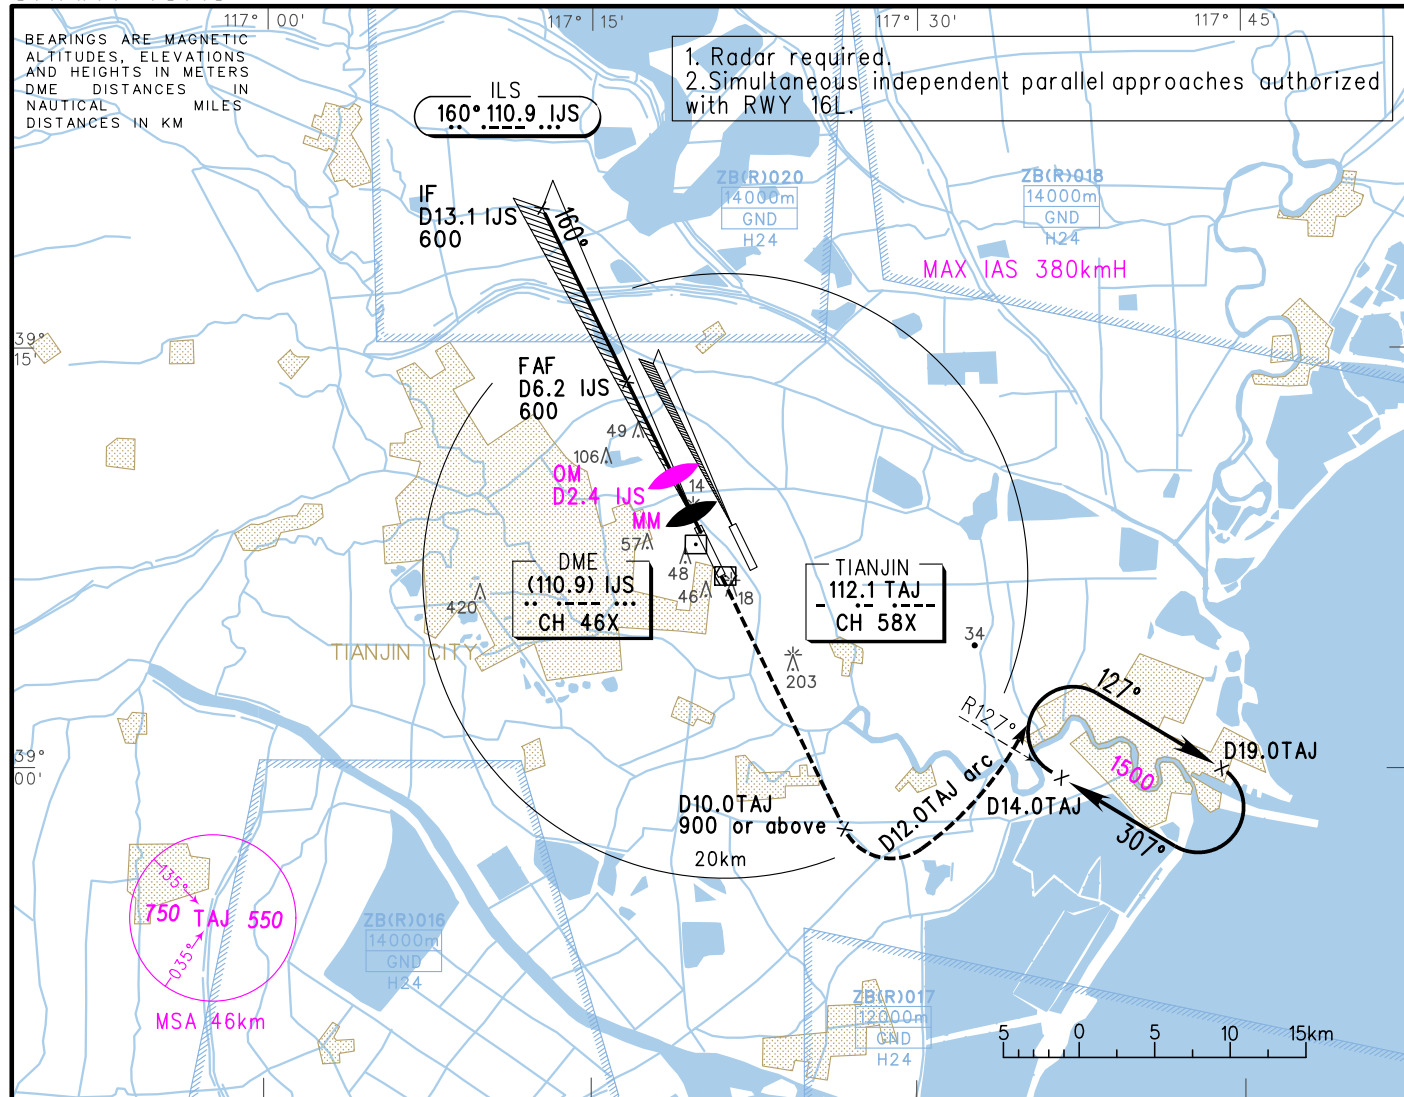 117° 00'
117° 15'
117° 30'
117° 45'
BEARINGS ARE MAGNETIC
ALTITUDES, ELEVATIONS
AND HEIGHTS IN METERS
DME DISTANCES IN
NAUTICAL MILES
DISTANCES IN KM
1. Radar required.
2.Simultaneous independent parallel approaches authorized
with RWY 16L.
ILS
160° 110.9 IJS
ZB(R)020
14000m
GND
H24
ZB(R)018
14000m
GND
H24
MAX IAS 380kmH
IF
D13.1 IJS
600
160°
39°
15'
FAF
D6.2 IJS
600
49
106
OM
D2.4 IJS
14
MM
57
48
46
18
DME
(110.9) IJS
CH 46X
TIANJIN
112.1 TAJ
CH 58X
420
TIANJIN CITY
34
203
R127°
127°
D19.0TAJ
1500
39°
00'
D14.0TAJ
307°
D12.0TAJ arc
D10.0TAJ
900 or above
20km
135°
750 TAJ 550
035°
MSA 46km
ZB(R)016
14000m
GND
H24
ZB(R)017
12000m
GND
H24
5 0 5 10 15km